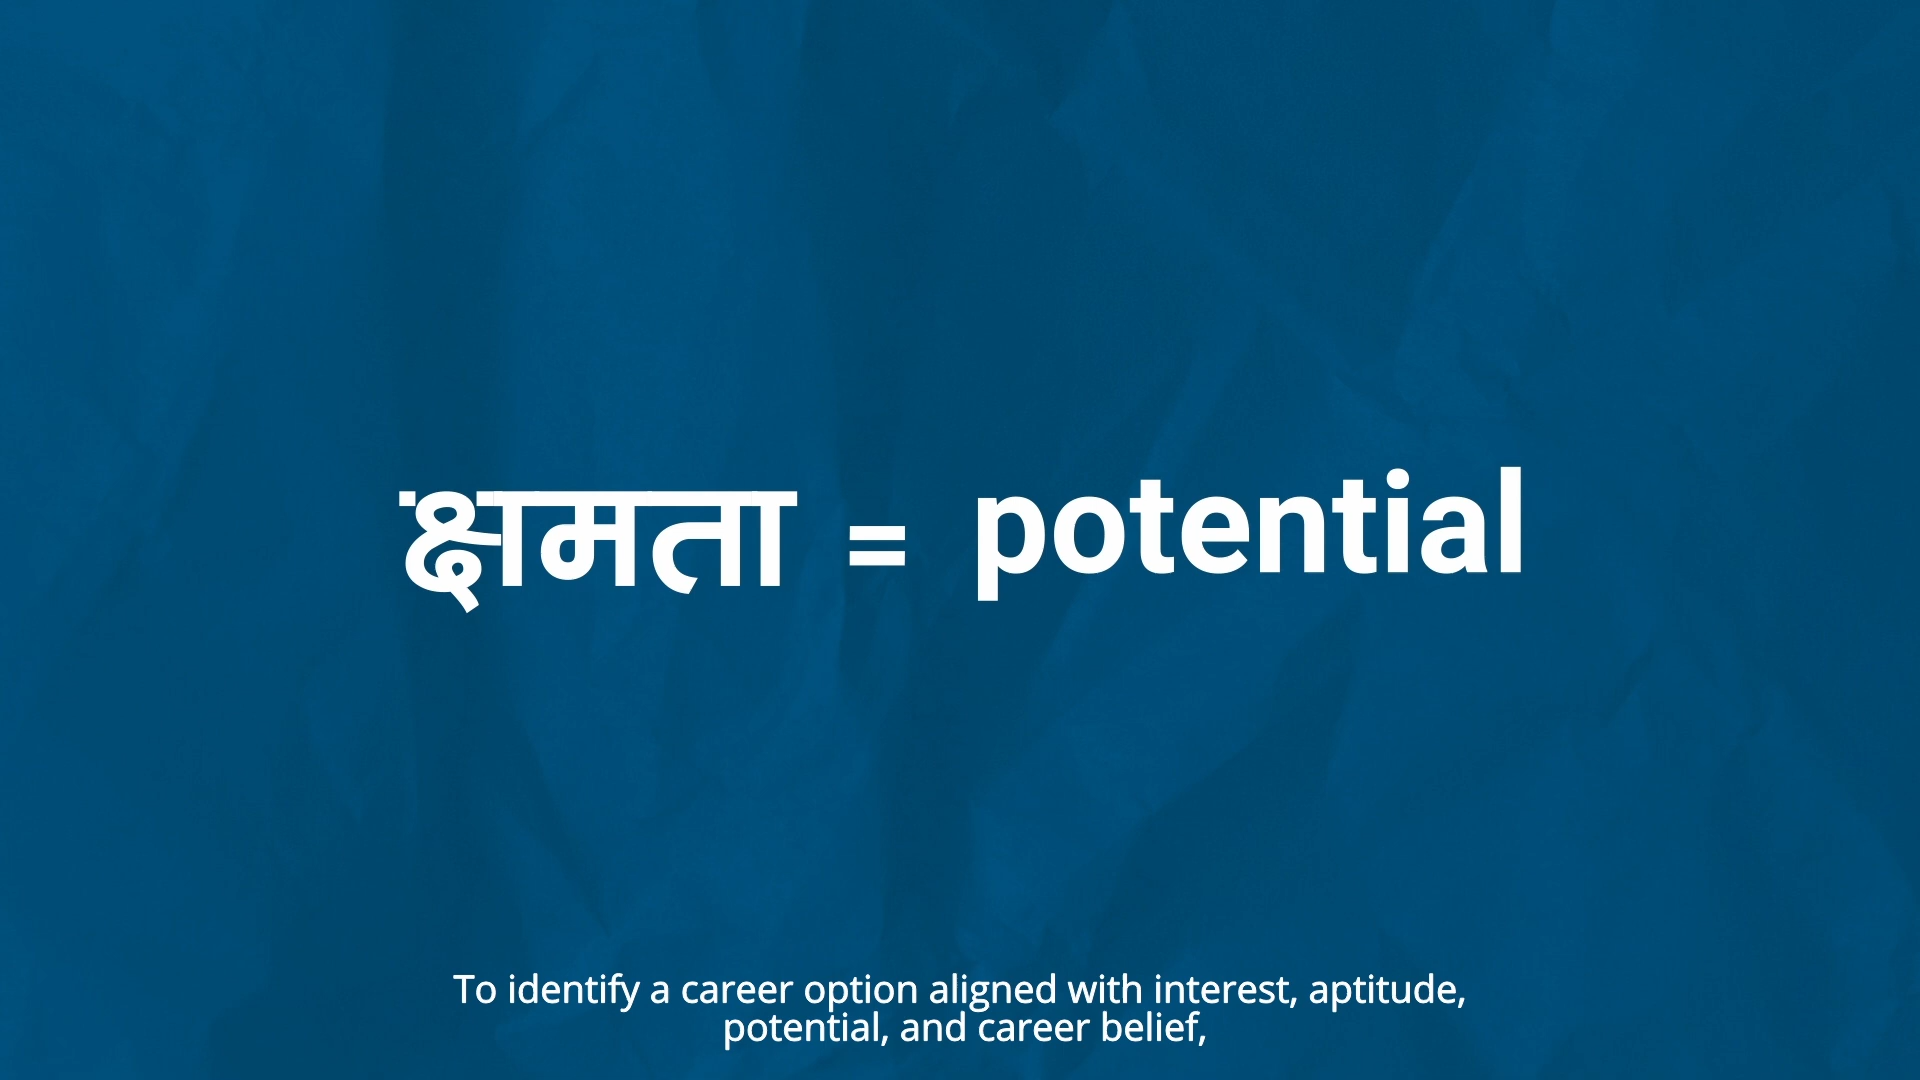 क्षमता = potential
To identify a career option aligned with interest, aptitude,
potential, and career belief,